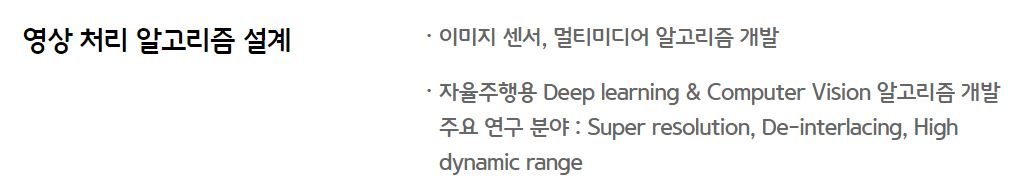 영상 처리 알고리즘 설계
· 이미지 센서, 멀티미디어 알고리즘 개발
· 자율주행용 Deep learning & Computer Vision 알고리즘 개발
주요 연구 분야 : Super resolution, De-interlacing, High
dynamic range